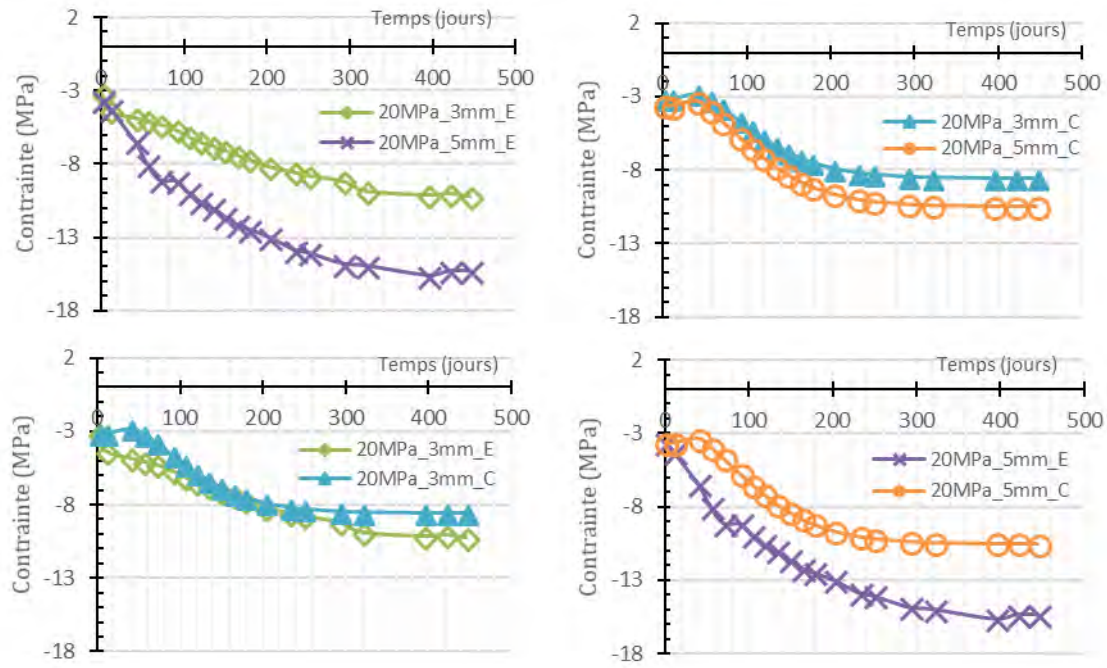 2
Temps (jours)
0
100
200
300
400
500
-3
-8
-13
-18
Contrainte (MPa)
20MPa_3mm_E
20MPa_5mm_E
2
Temps (jours)
0
100
200
300
400
500
-3
-8
-13
-18
Contrainte (MPa)
20MPa_3mm_C
20MPa_5mm_C
2
Temps (jours)
0
100
200
300
400
500
-3
-8
-13
-18
Contrainte (MPa)
20MPa_3mm_E
20MPa_3mm_C
2
Temps (jours)
0
100
200
300
400
500
-3
-8
-13
-18
Contrainte (MPa)
20MPa_5mm_E
20MPa_5mm_C